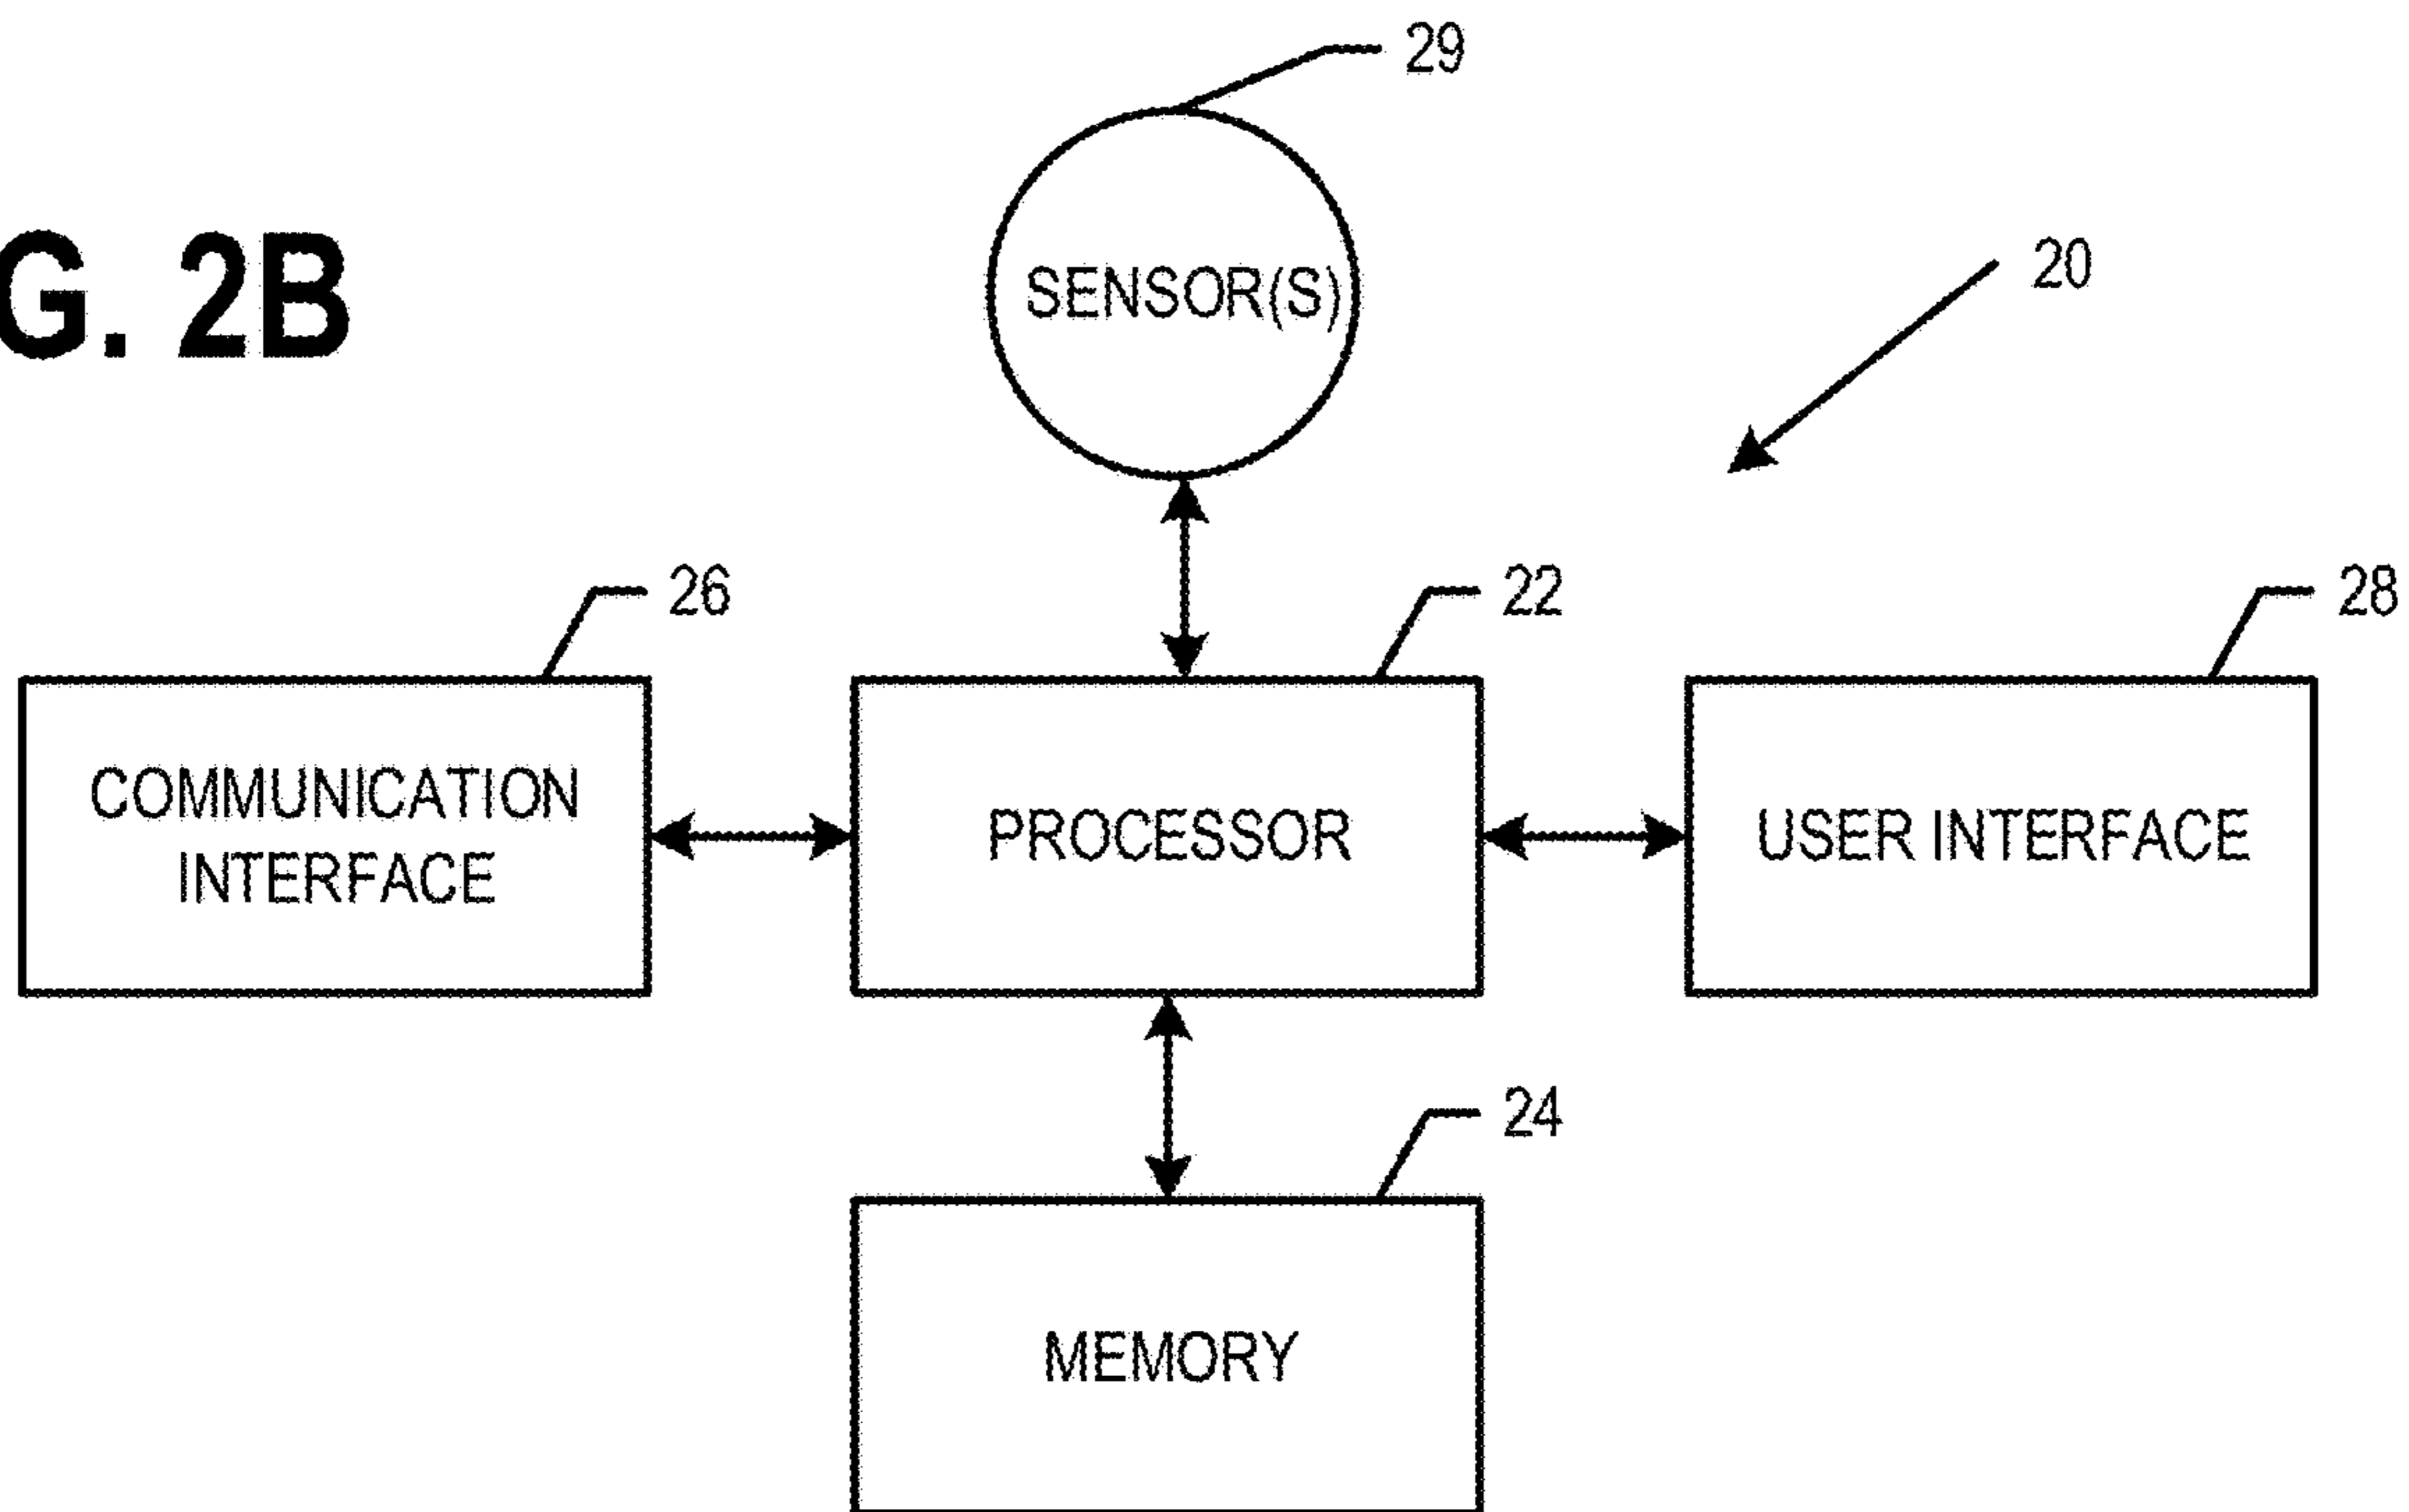 29
G. 2B
SENSOR(S)
20
26
22
28
COMMUNICATION
INTERFACE
PROCESSOR
USER INTERFACE
24
MEMORY